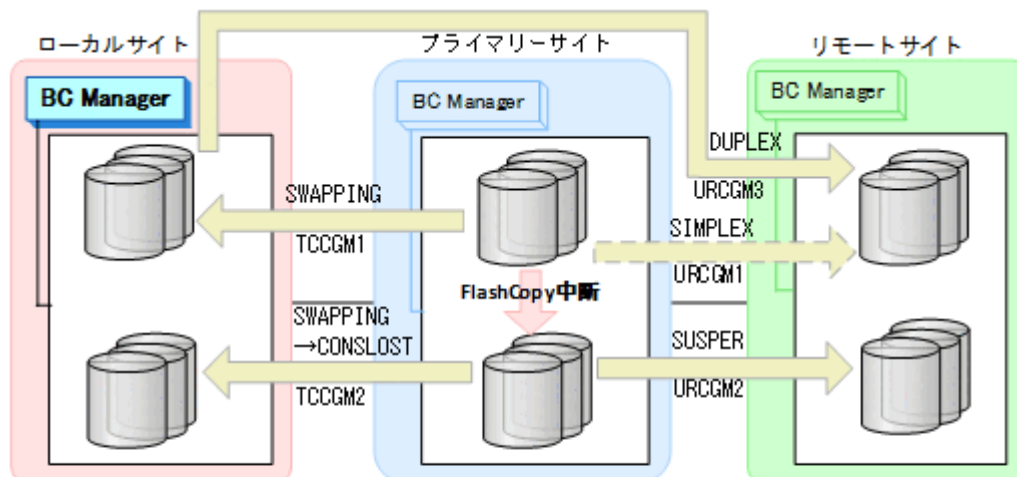 ローカルサイト
プライマリーサイト
リモートサイト
BC Manager
BC Manager
BC Manager
DUPLEX
URCGM3
SWAPPING
TCCGM1
SIMPLEX
URCGM1
FlashCopy中断
SWAPPING
→CONSLOST
TCCGM2
SUSPER
URCGM2